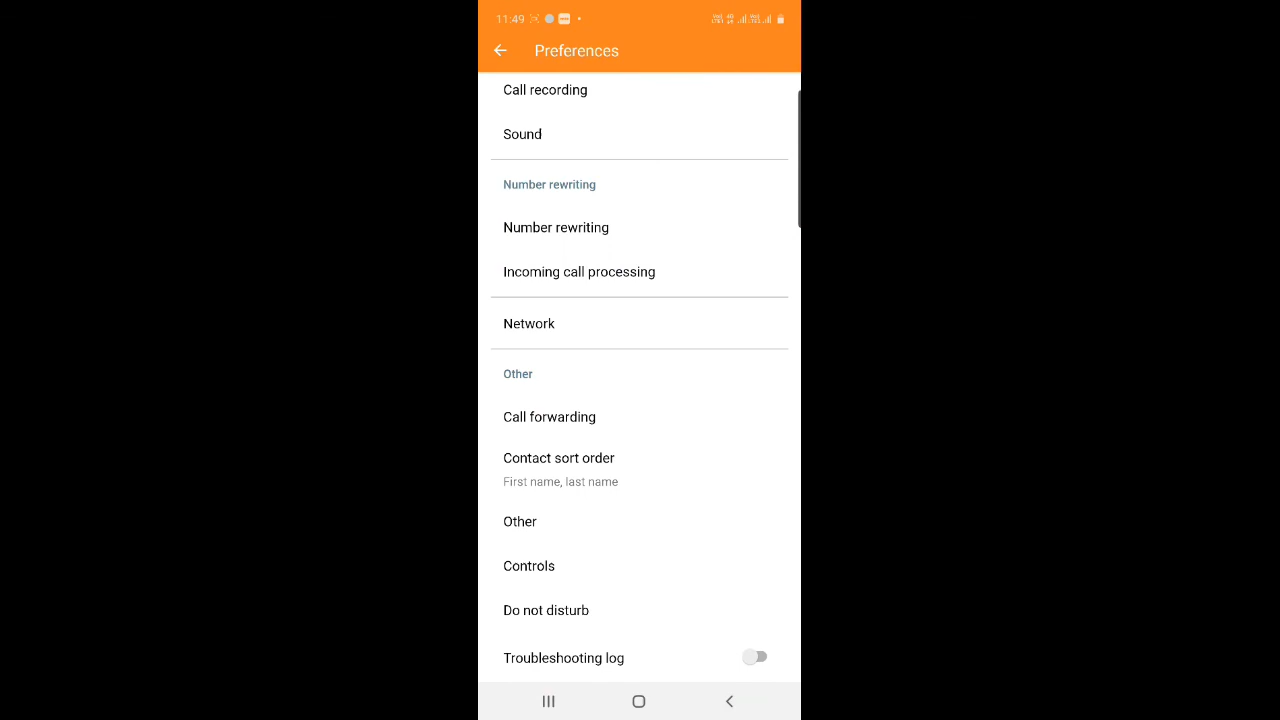 11:49
Preferences
Call recording
Sound
Number rewriting
Number rewriting
Incoming call processing
Network
Other
Call forwarding
Contact sort order
First name, last name
Other
Controls
Do not disturb
Troubleshooting log